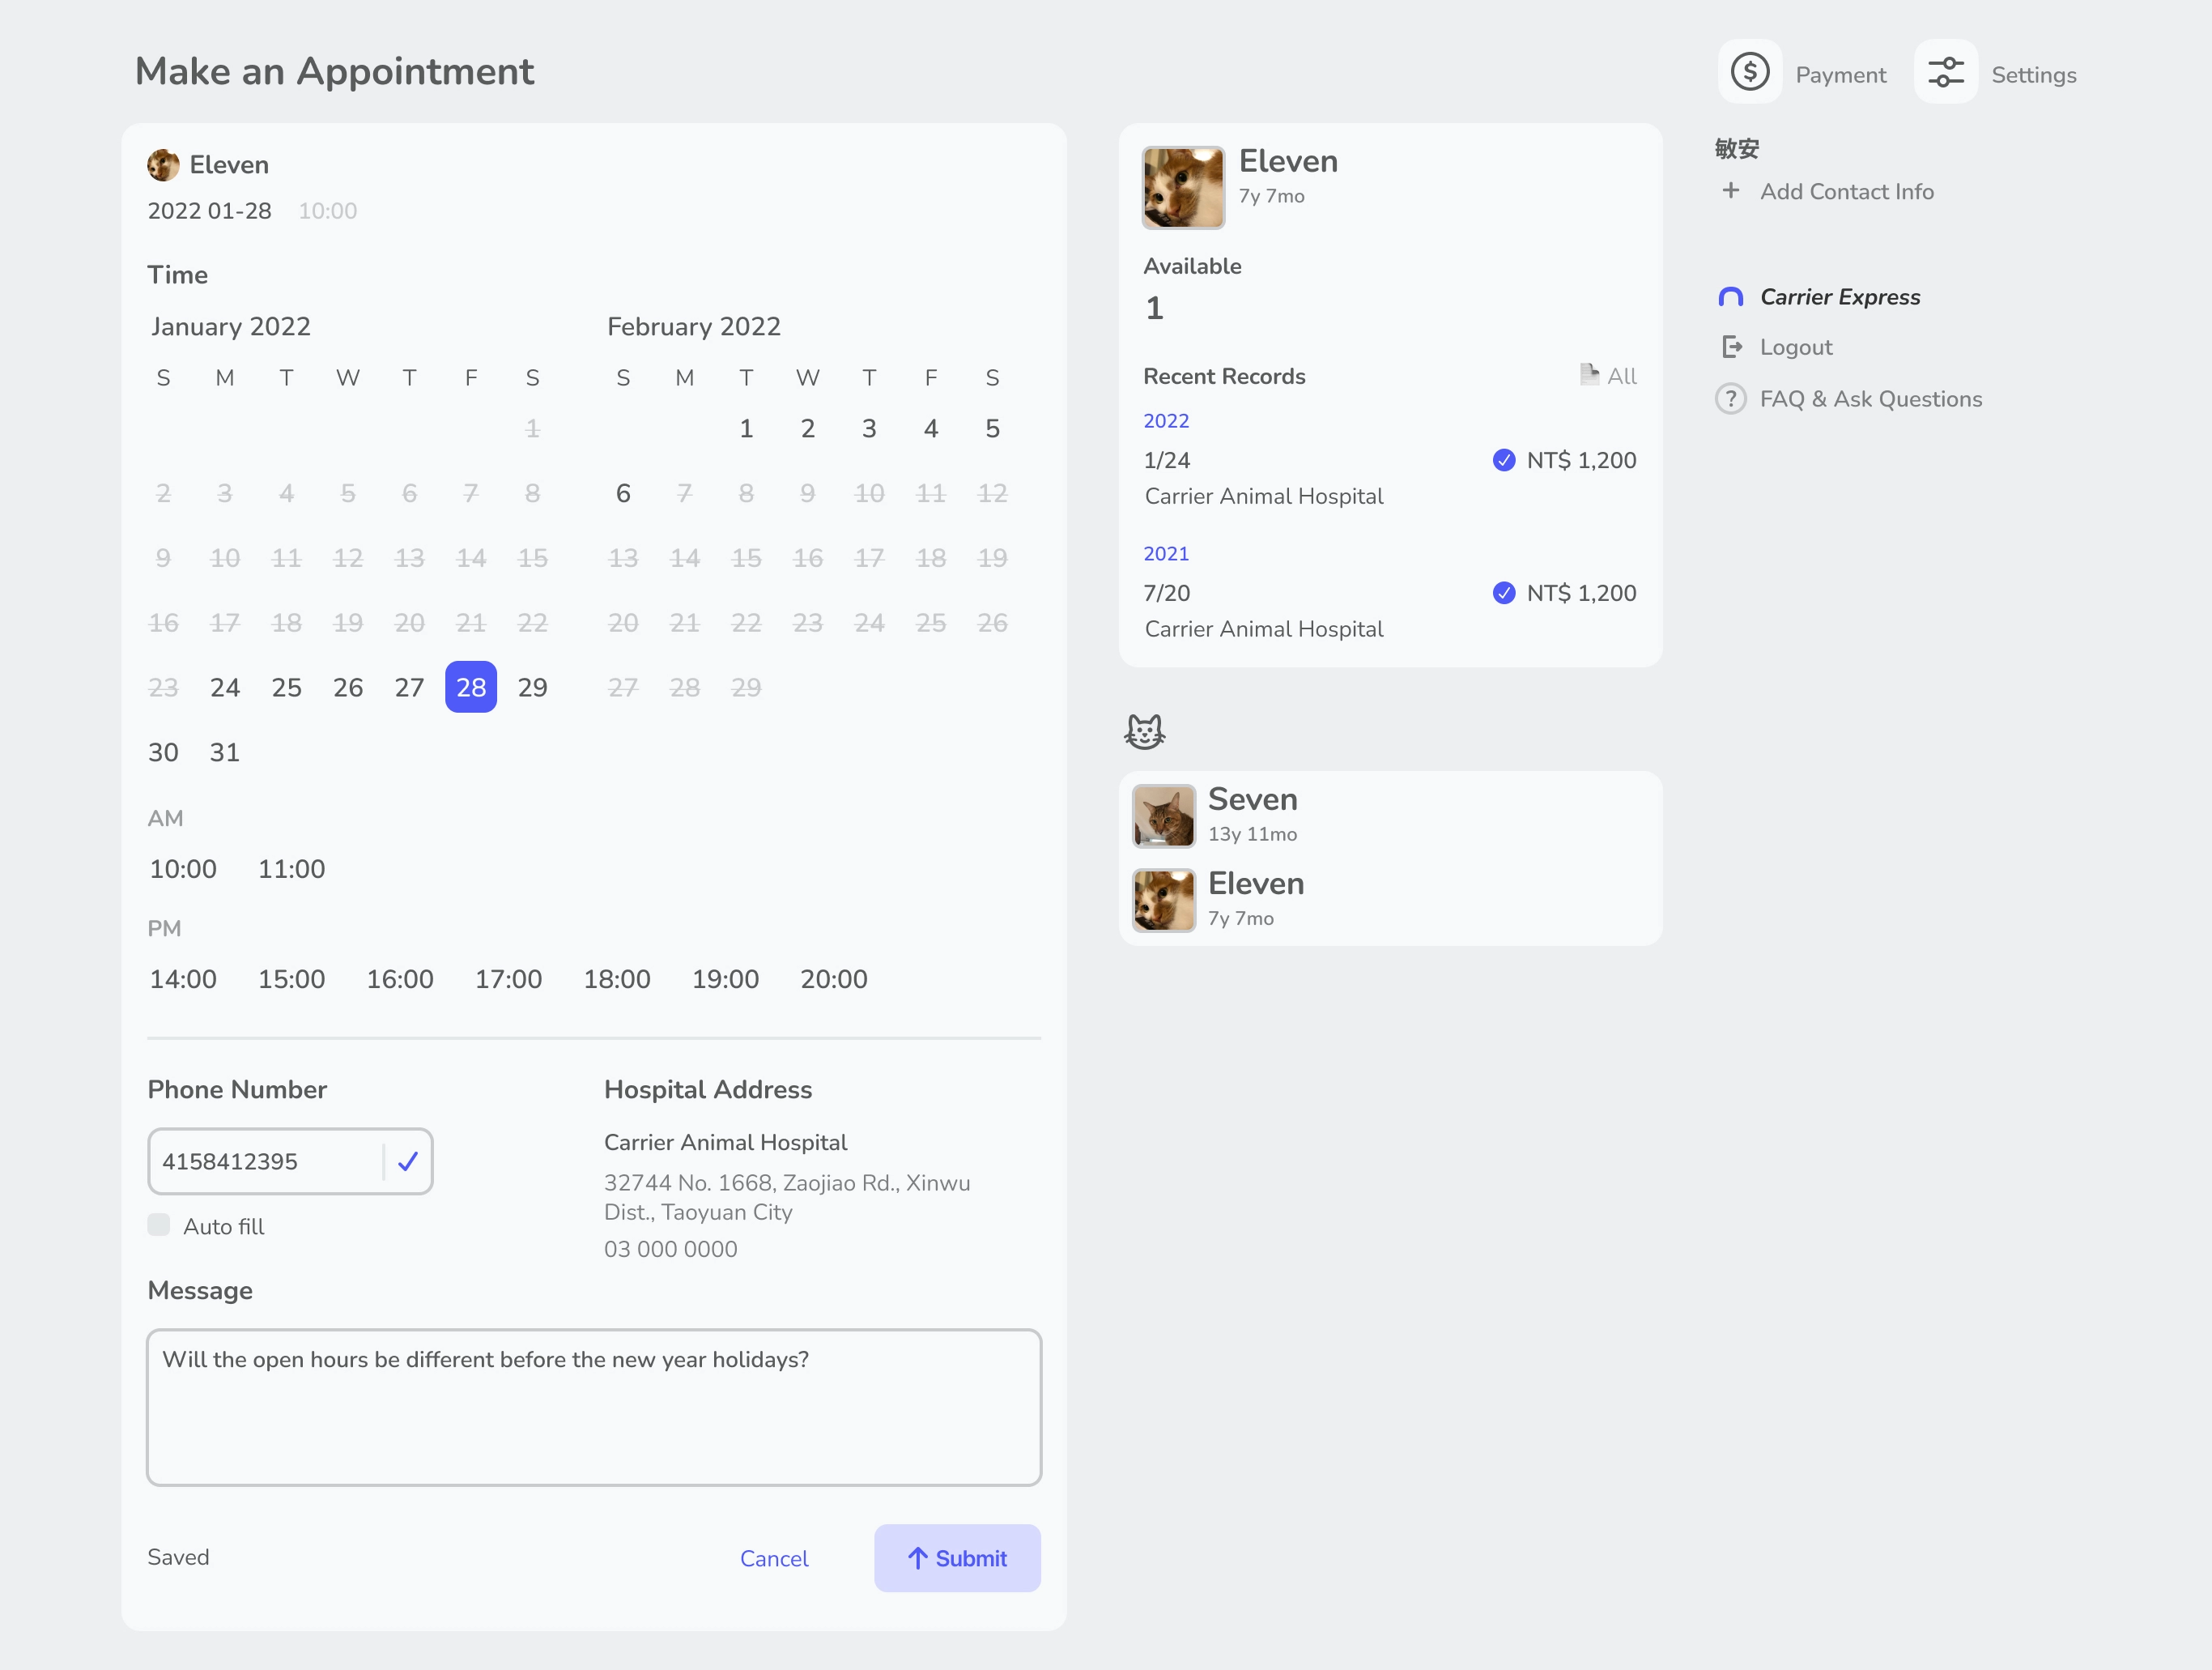 Make an Appointment
Payment
Settings
Eleven
2022 01-28 10:00
Time
January 2022
S M T W T F S
1
2 3 4 5 6 7 8
9 10 11 12 13 14 15
16 17 18 19 20 21 22
23 24 25 26 27 28 29
30 31
February 2022
S M T W T F S
1 2 3 4 5
6 7 8 9 10 11 12
13 14 15 16 17 18 19
20 21 22 23 24 25 26
27 28 29
AM
10:00 11:00
PM
14:00 15:00 16:00 17:00 18:00 19:00 20:00
Phone Number
4158412395
Auto fill
Hospital Address
Carrier Animal Hospital
32744 No. 1668, Zaojiao Rd., Xinwu
Dist., Taoyuan City
03 000 0000
Message
Will the open hours be different before the new year holidays?
Saved
Cancel
Submit
Eleven
7y 7mo
Available
1
Recent Records
All
2022
1/24 NT$ 1,200
Carrier Animal Hospital
2021
7/20 NT$ 1,200
Carrier Animal Hospital
Seven
13y 11mo
Eleven
7y 7mo
敏安
+ Add Contact Info
Carrier Express
Logout
? FAQ & Ask Questions